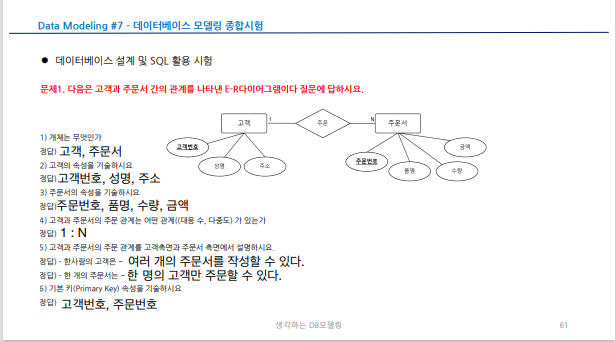 Data Modeling #7 - 데이터베이스 모델링 종합시험
● 데이터베이스 설계 및 SQL 활용 시험
문제1. 다음은 고객과 주문서 간의 관계를 나타낸 E-R다이어그램이다 질문에 답하시요.
고객 1 주문 N 주문서
고객번호 성명 주소 주문번호 품명 수량 금액
1) 개체는 무엇인가
정답) 고객, 주문서
2) 고객의 속성을 기술하시요
정답) 고객번호, 성명, 주소
3) 주문서의 속성을 기술하시요
정답)주문번호, 품명, 수량, 금액
4) 고객과 주문서의 주문 관계는 어떤 관계((대응 수, 다중도) 가 있는가
정답) 1 : N
5) 고객과 주문서의 주문 관계를 고객측면과 주문서 측면에서 설명하시요.
정답) - 한사람의 고객은 – 여러 개의 주문서를 작성할 수 있다.
정답) - 한 개의 주문서는 – 한 명의 고객만 주문할 수 있다.
6) 기본 키(Primary Key) 속성을 기술하시요
정답) 고객번호, 주문번호
생각하는 DB모델링
61